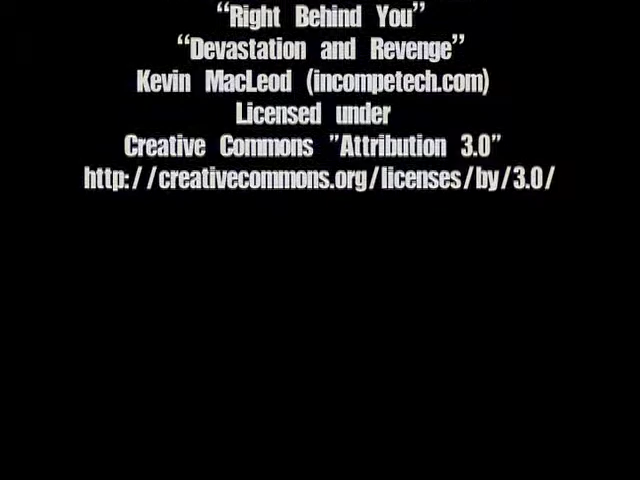 “Right Behind You”
“Devastation and Revenge”
Kevin MacLeod (incompetech.com)
Licensed under
Creative Commons "Attribution 3.0"
http://creativecommons.org/licenses/by/3.0/